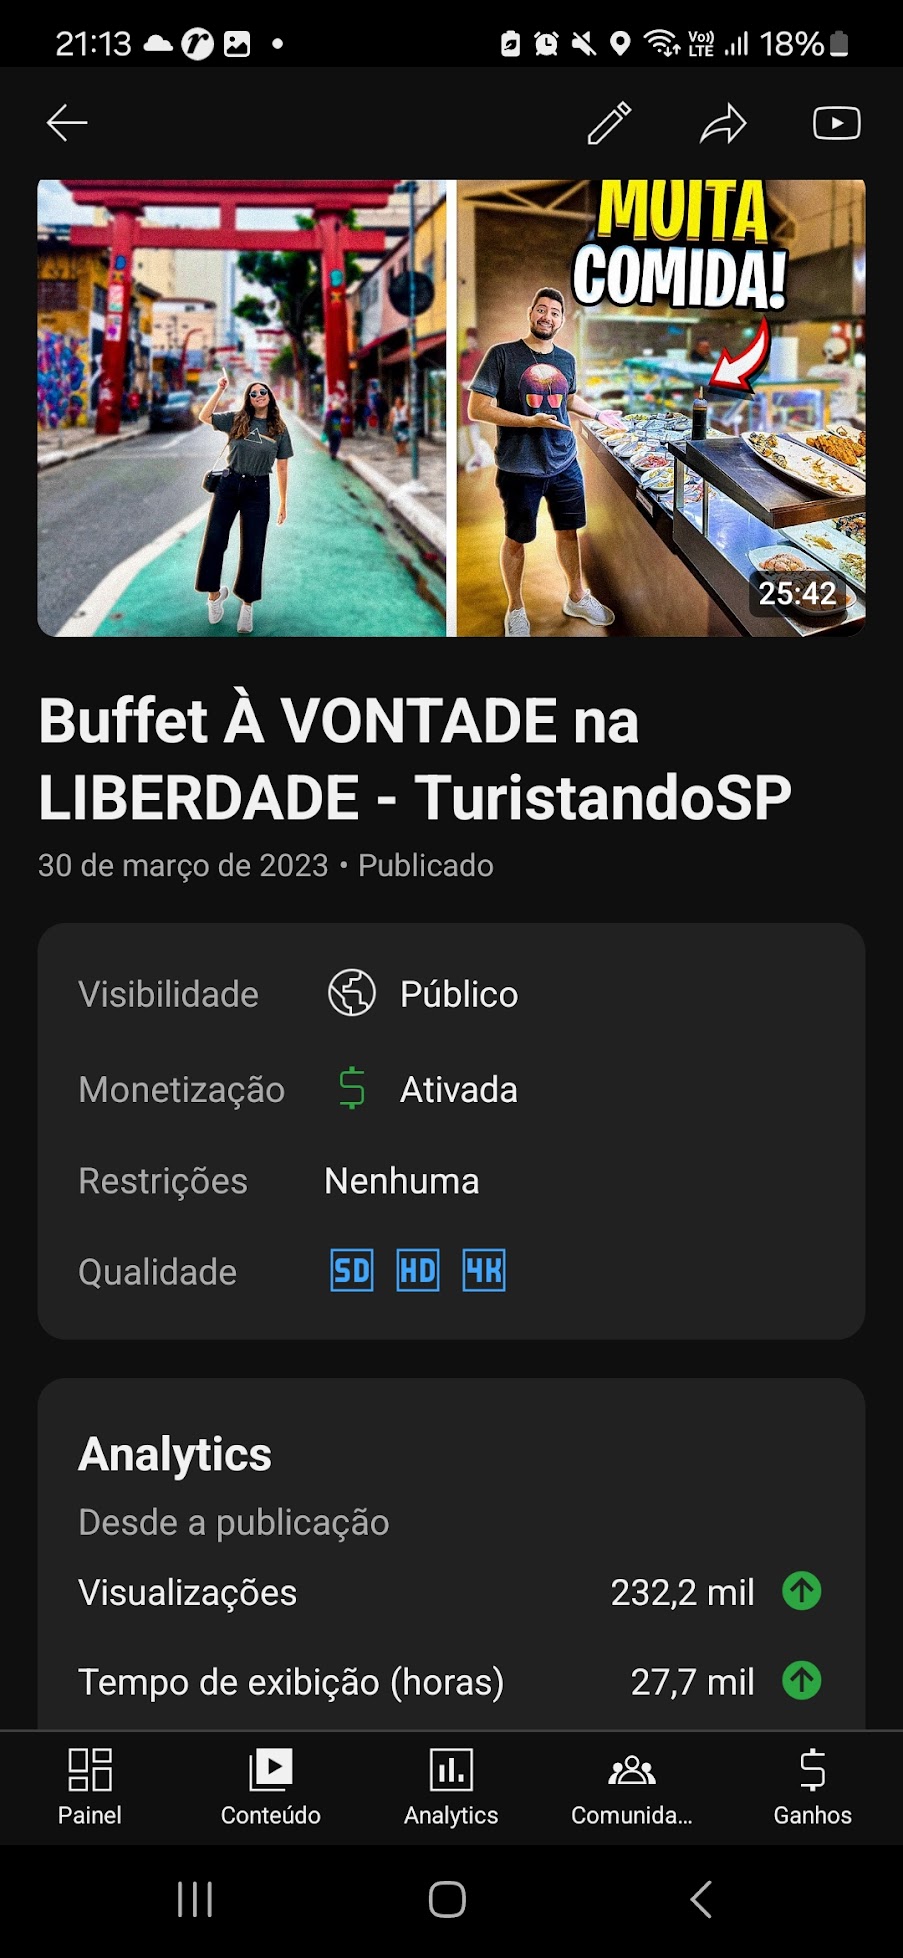 21:13
Vo))
LTE
18%
MUITA
COMIDA!
25:42
Buffet À VONTADE na
LIBERDADE - TuristandoSP
30 de março de 2023 • Publicado
Visibilidade Público
Monetização $ Ativada
Restrições Nenhuma
Qualidade SD HD 4K
Analytics
Desde a publicação
Visualizações 232,2 mil
Tempo de exibição (horas) 27,7 mil
Painel Conteúdo Analytics Comunida... Ganhos